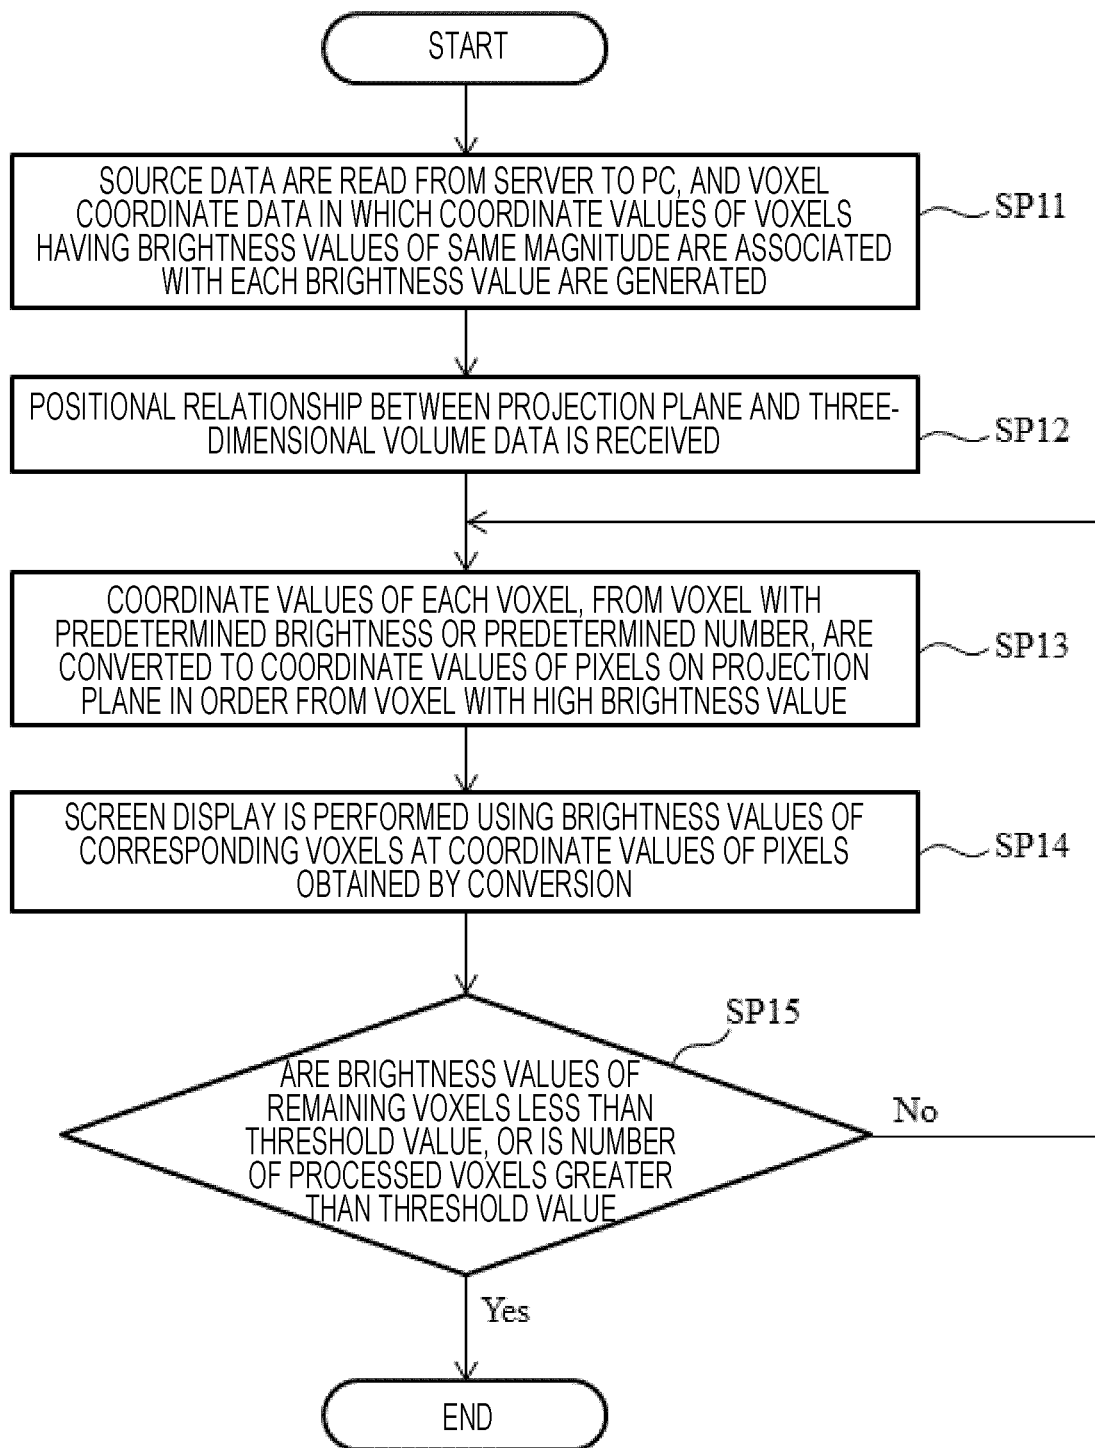 START
SOURCE DATA ARE READ FROM SERVER TO PC, AND VOXEL
COORDINATE DATA IN WHICH COORDINATE VALUES OF VOXELS
HAVING BRIGHTNESS VALUES OF SAME MAGNITUDE ARE ASSOCIATED
WITH EACH BRIGHTNESS VALUE ARE GENERATED
SP11
POSITIONAL RELATIONSHIP BETWEEN PROJECTION PLANE AND THREE-
DIMENSIONAL VOLUME DATA IS RECEIVED
SP12
COORDINATE VALUES OF EACH VOXEL, FROM VOXEL WITH
PREDETERMINED BRIGHTNESS OR PREDETERMINED NUMBER, ARE
CONVERTED TO COORDINATE VALUES OF PIXELS ON PROJECTION
PLANE IN ORDER FROM VOXEL WITH HIGH BRIGHTNESS VALUE
SP13
SCREEN DISPLAY IS PERFORMED USING BRIGHTNESS VALUES OF
CORRESPONDING VOXELS AT COORDINATE VALUES OF PIXELS
OBTAINED BY CONVERSION
SP14
SP15
ARE BRIGHTNESS VALUES OF
REMAINING VOXELS LESS THAN
THRESHOLD VALUE, OR IS NUMBER
OF PROCESSED VOXELS GREATER
THAN THRESHOLD VALUE
No
Yes
END